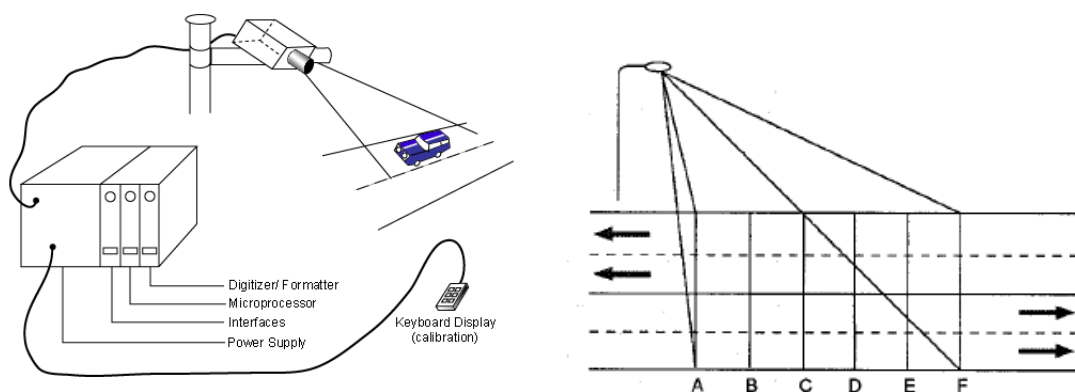 Digitizer/ Formatter
Microprocessor
Interfaces
Power Supply
Keyboard Display
(calibration)
A B C D E F